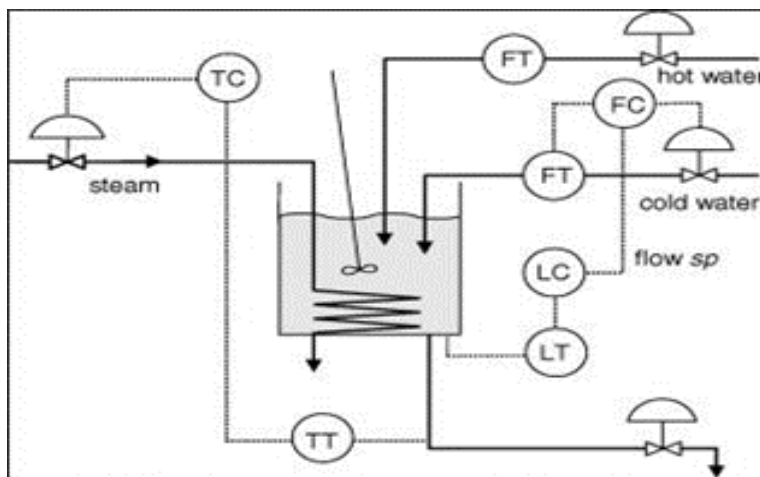 TC
FT
hot water
FC
steam
FT
cold water
flow sp
LC
LT
TT